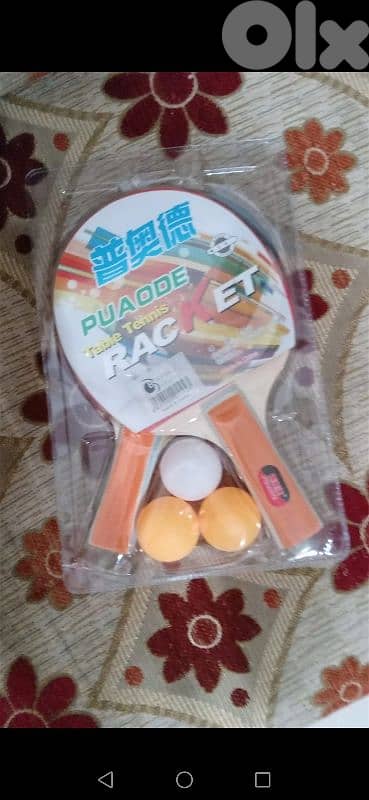 Olx
普奥德
PUAODE
Table Tennis
RACKET